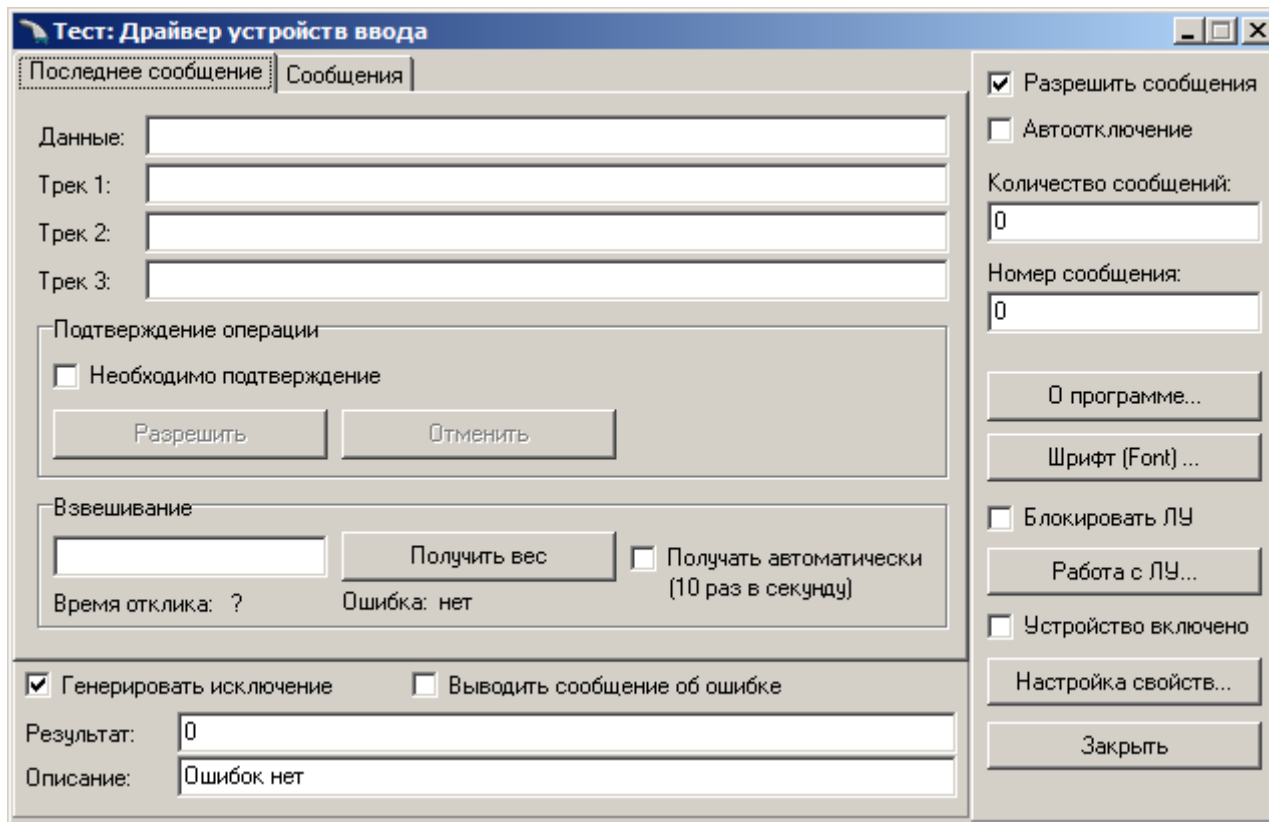 Тест: Драйвер устройств ввода
Последнее сообщение
Сообщения
Данные:
Трек 1:
Трек 2:
Трек 3:
Подтверждение операции
Необходимо подтверждение
Разрешить
Отменить
Взвешивание
Получить вес
Получать автоматически
(10 раз в секунду)
Время отклика: ?
Ошибка: нет
Генерировать исключение
Выводить сообщение об ошибке
Результат:
0
Описание:
Ошибок нет
Разрешить сообщения
Автоотключение
Количество сообщений:
0
Номер сообщения:
0
О программе...
Шрифт (Font) ...
Блокировать ЛУ
Работа с ЛУ...
Устройство включено
Настройка свойств...
Закрыть